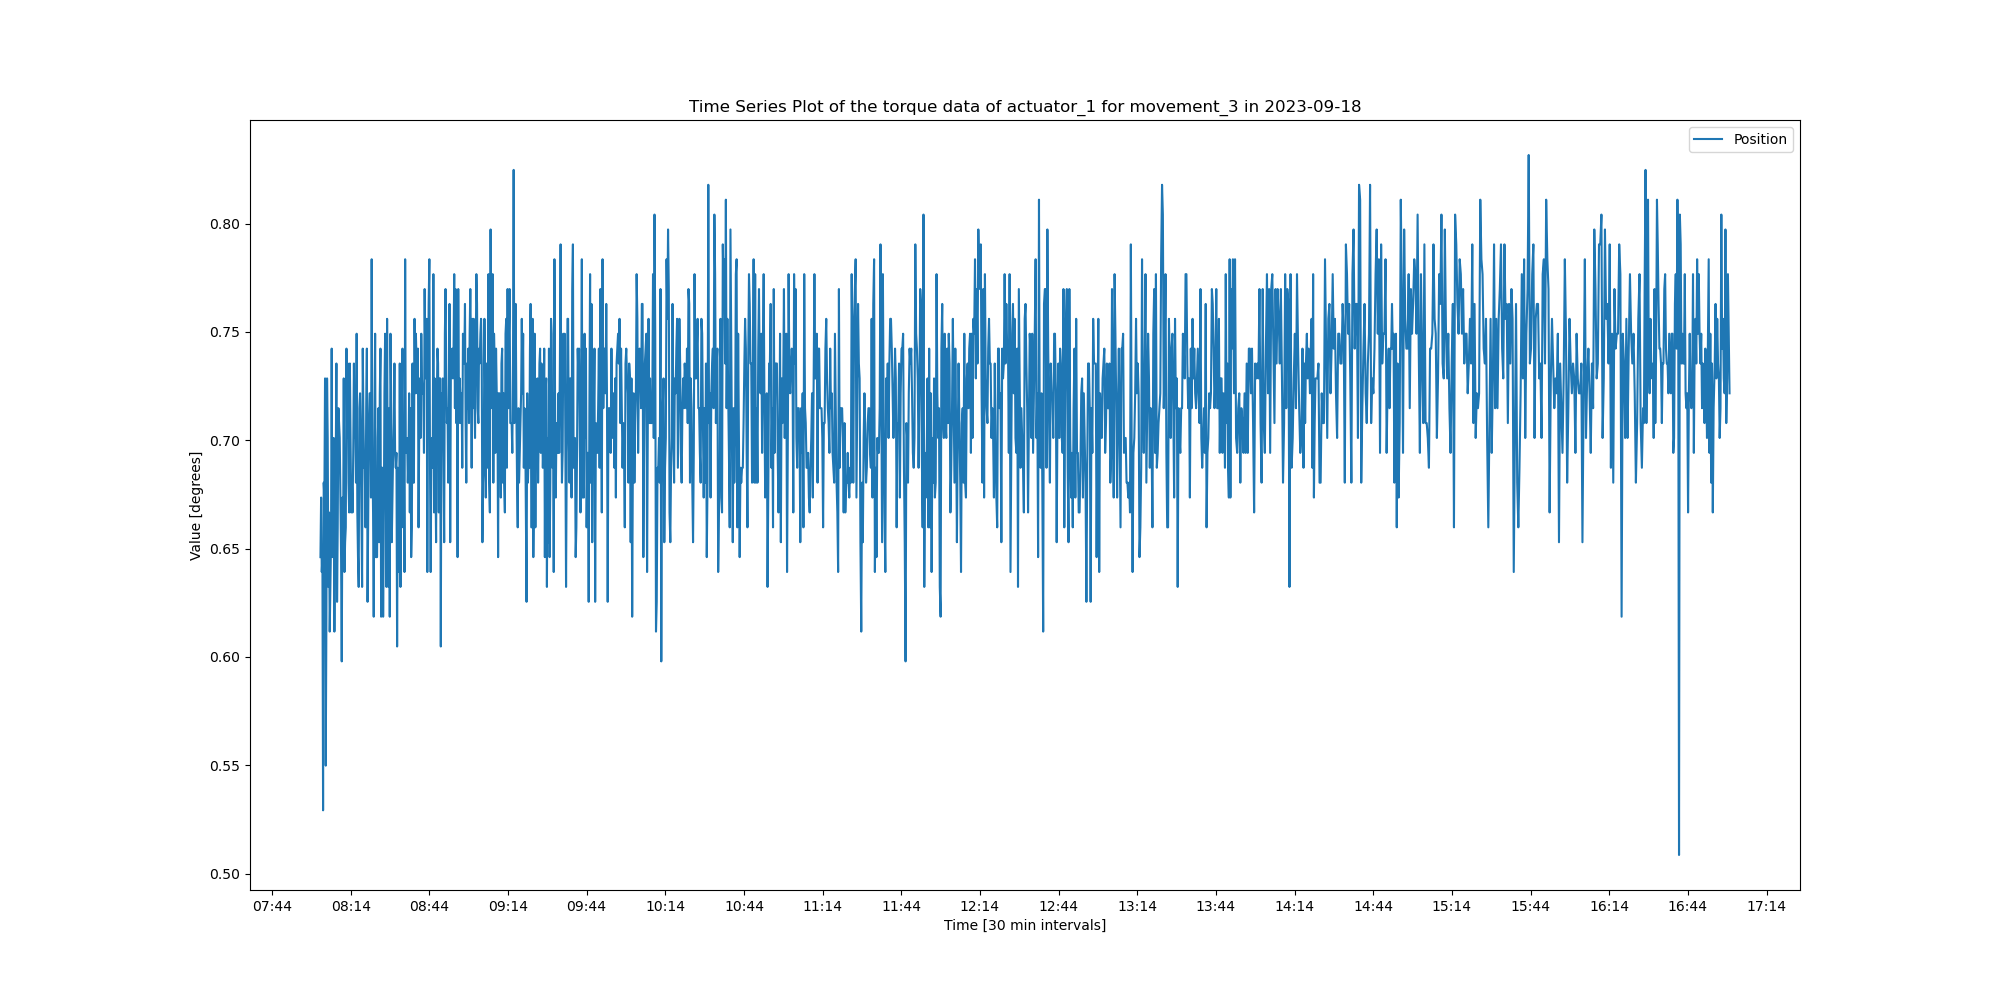 Time Series Plot of the torque data of actuator_1 for movement_3 in 2023-09-18
Position
Value [degrees]
0.80
0.75
0.70
0.65
0.60
0.55
0.50
07:44 08:14 08:44 09:14 09:44 10:14 10:44 11:14 11:44 12:14 12:44 13:14 13:44 14:14 14:44 15:14 15:44 16:14 16:44 17:14
Time [30 min intervals]